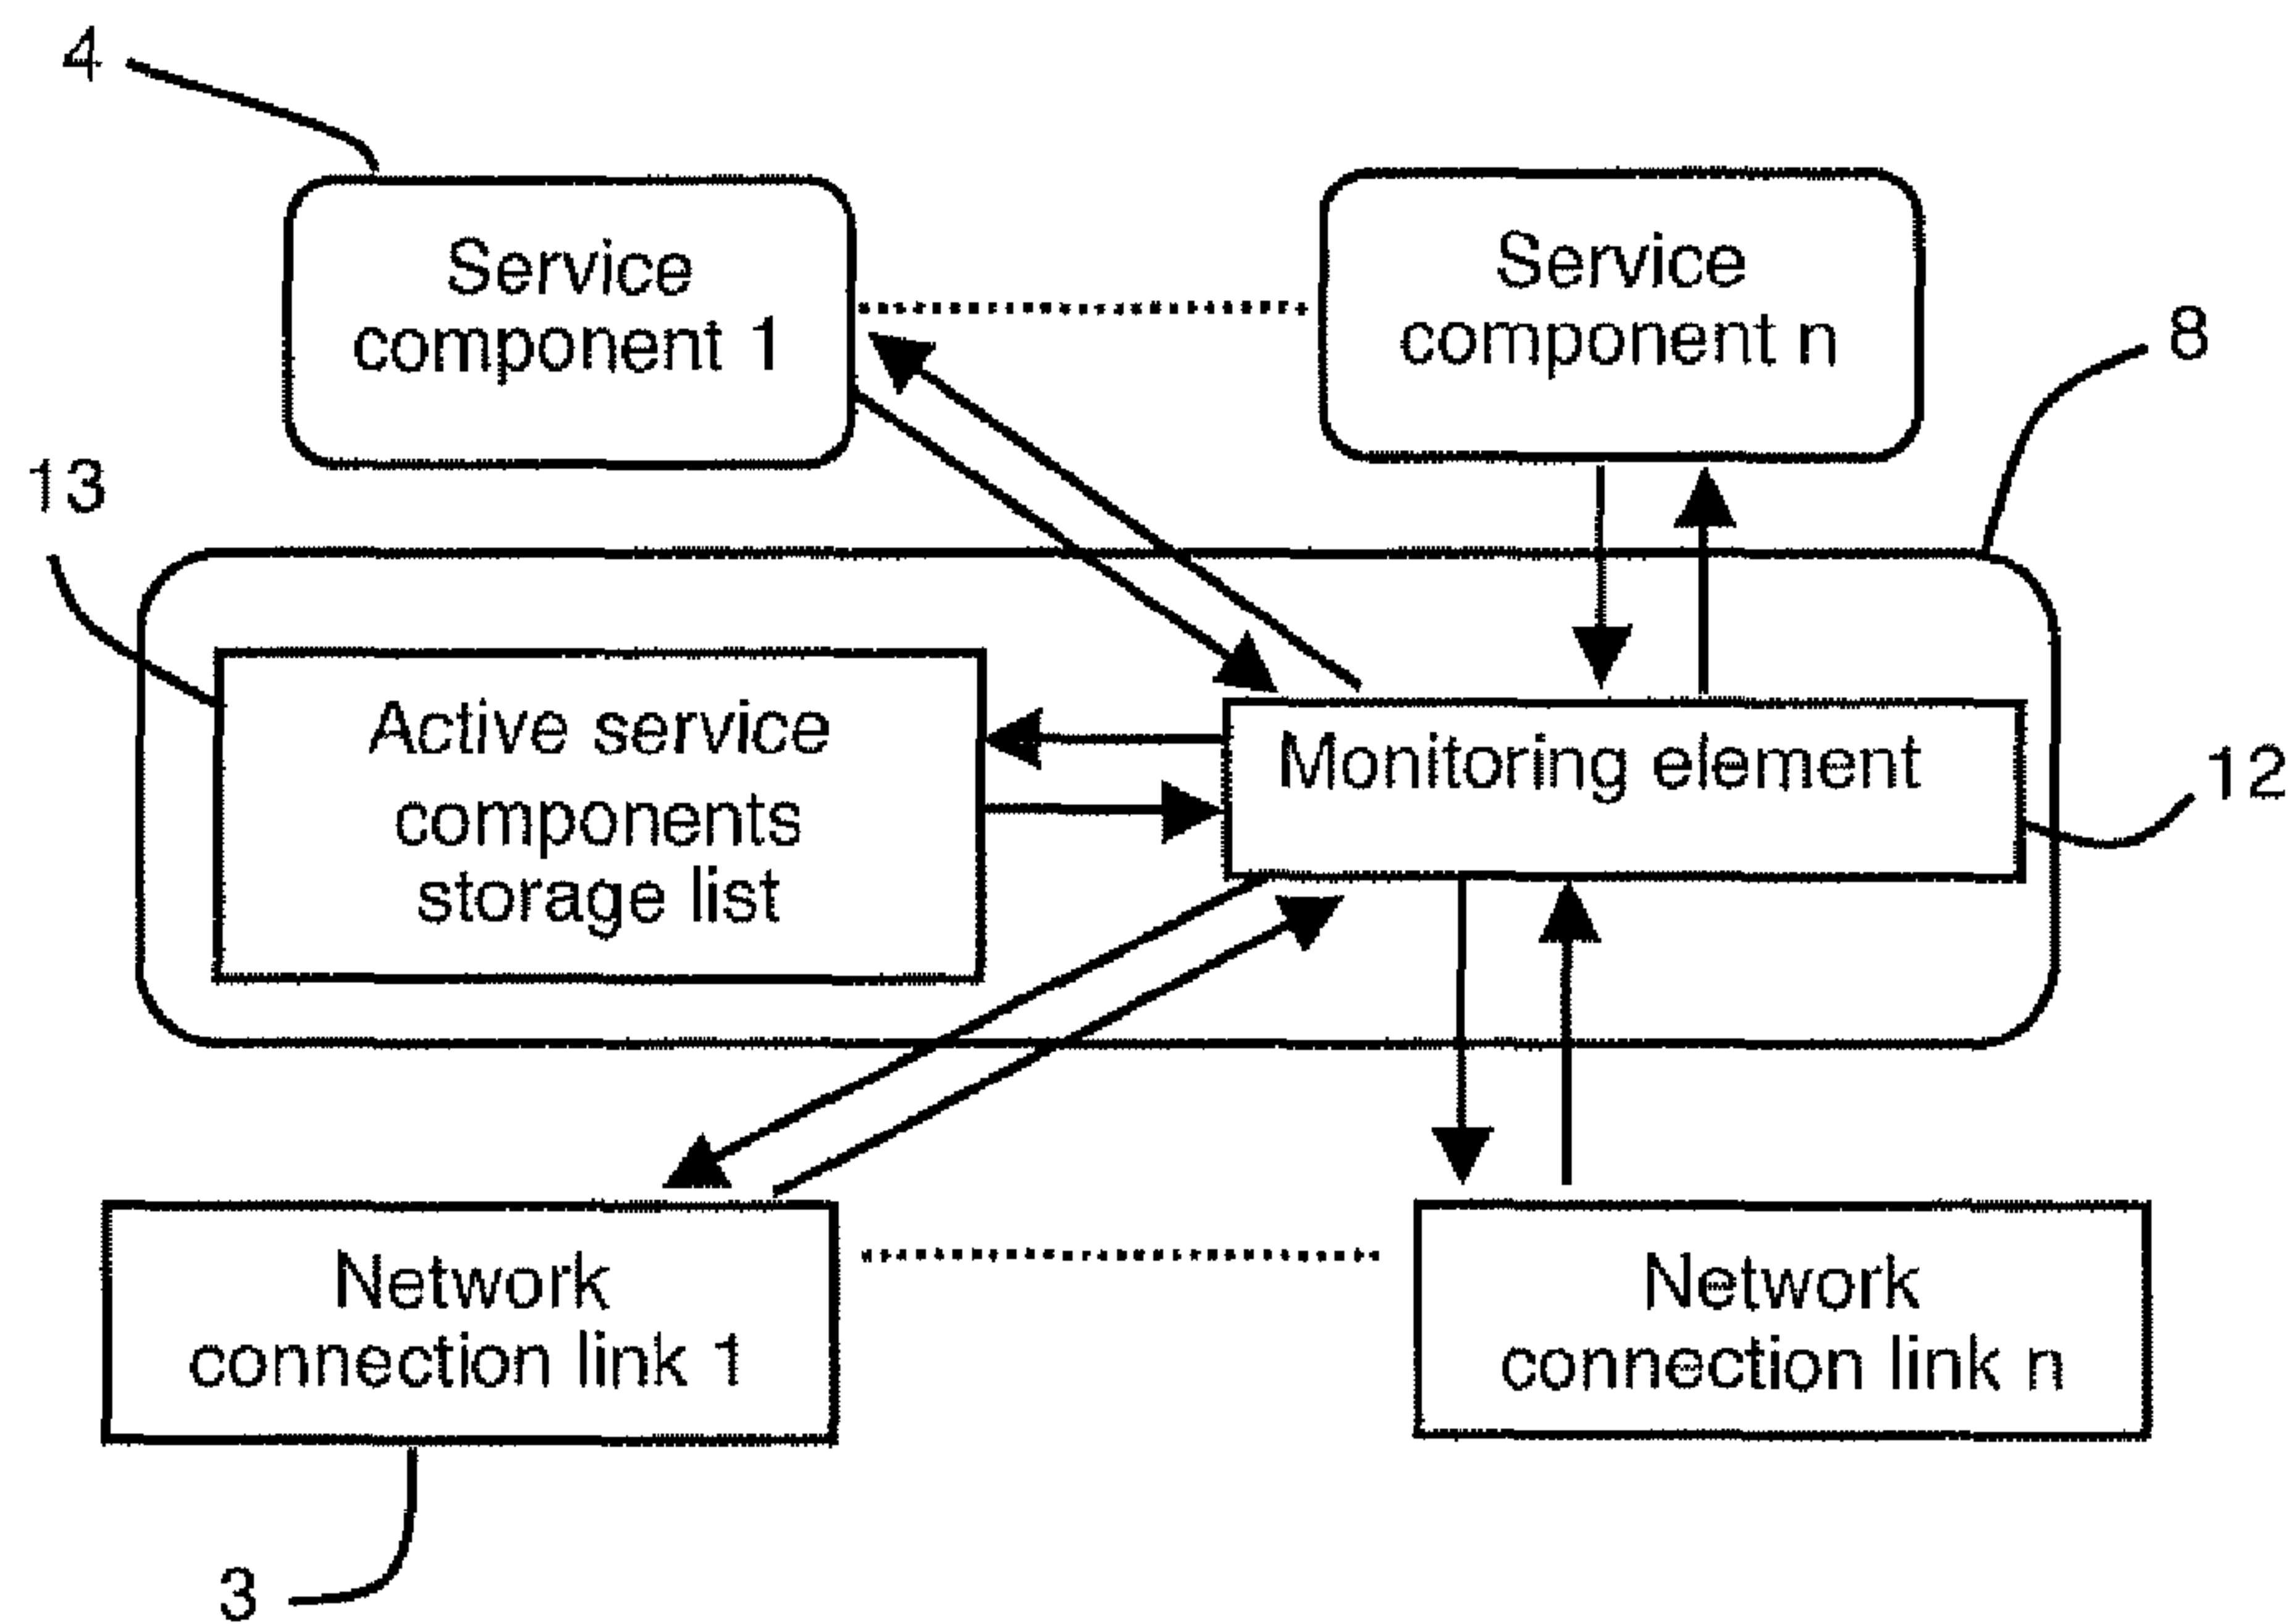 4
Service
component 1
Service
component n
8
13
Active service
components
storage list
Monitoring element
12
Network
connection link 1
Network
connection link n
3